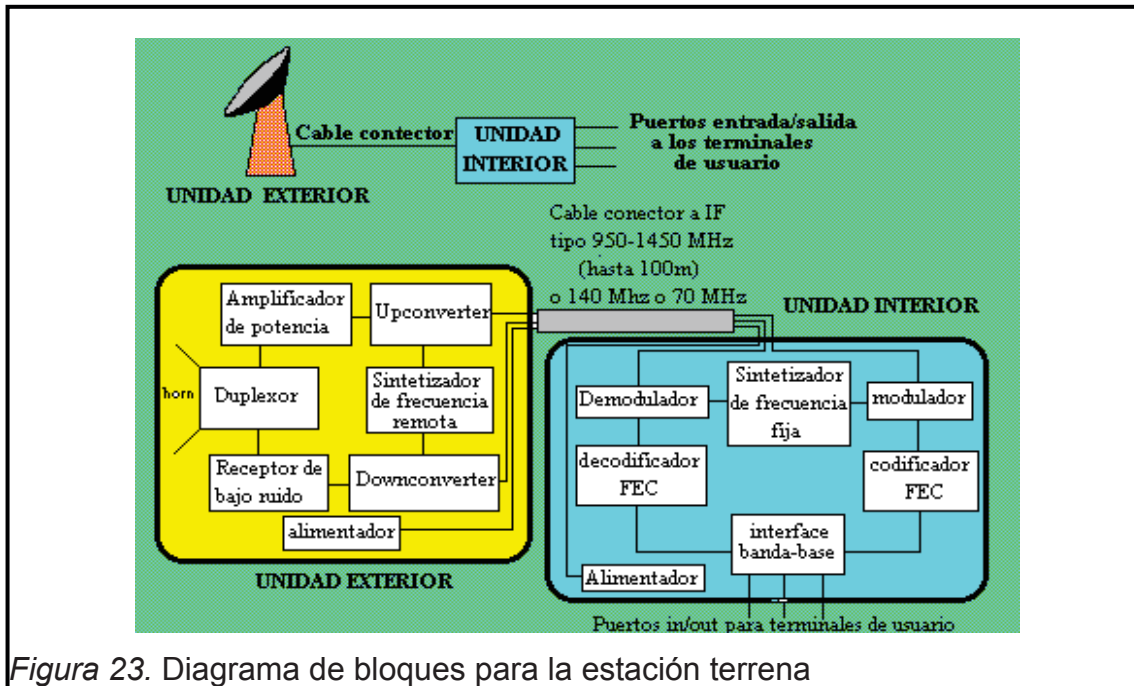 Cable contector
UNIDAD
INTERIOR
Puertos entrada/salida
a los terminales
de usuario
UNIDAD EXTERIOR
Cable conector a IF
tipo 950-1450 MHz
(hasta 100m)
o 140 Mhz o 70 MHz
UNIDAD INTERIOR
Amplificador
de potencia
Upconverter
horn
Duplexor
Sintetizador
de frecuencia
remota
Receptor de
bajo ruido
Downconverter
alimentador
UNIDAD EXTERIOR
Demodulador
Sintetizador
de frecuencia
fija
modulador
decodificador
FEC
codificador
FEC
interface
banda-base
Alimentador
Puertos in/out para terminales de usuario
Figura 23. Diagrama de bloques para la estación terrena